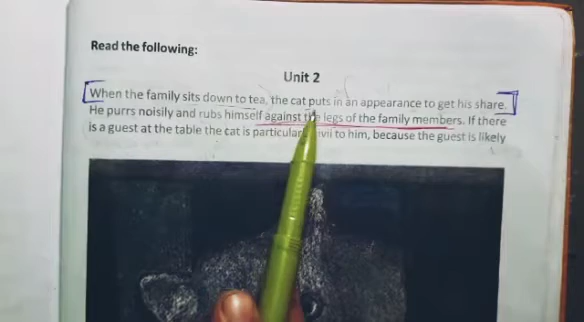 Read the following:
Unit 2
When the family sits down to tea, the cat puts in an appearance to get his share.
He purrs noisily and rubs himself against the legs of the family members. If there
is a guest at the table the cat is to him, because the guest is likely